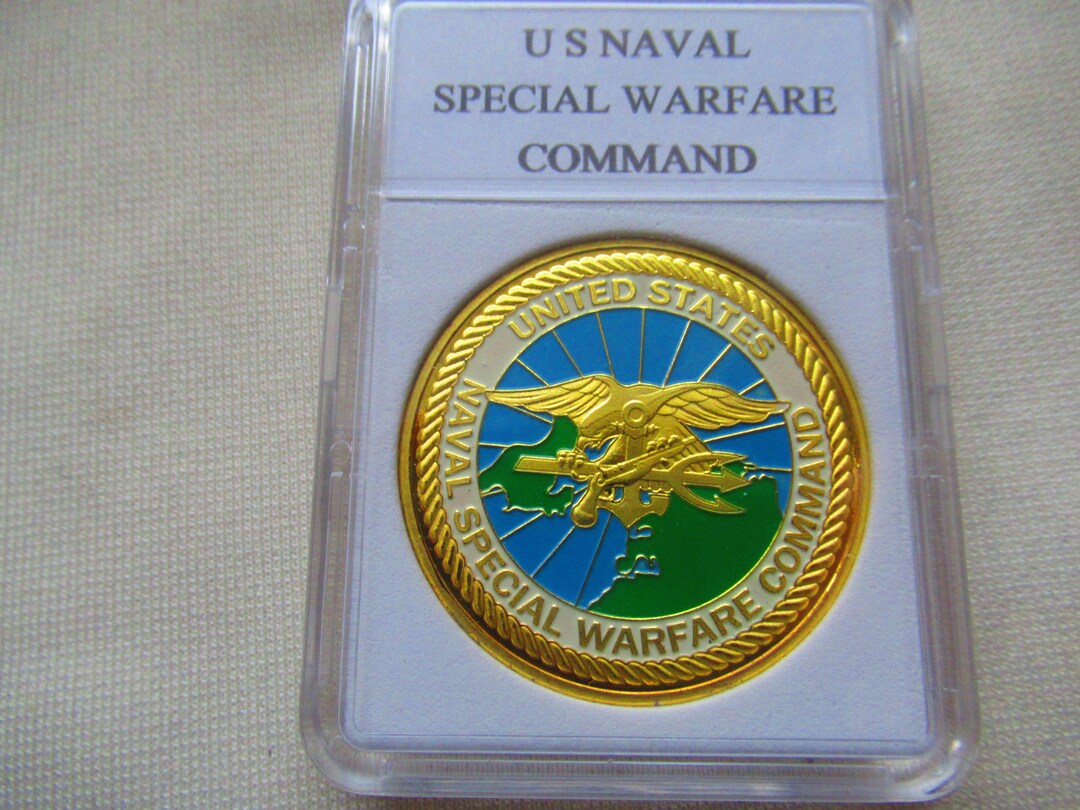 U S NAVAL
SPECIAL WARFARE
COMMAND
UNITED STATES
NAVAL SPECIAL WARFARE COMMAND